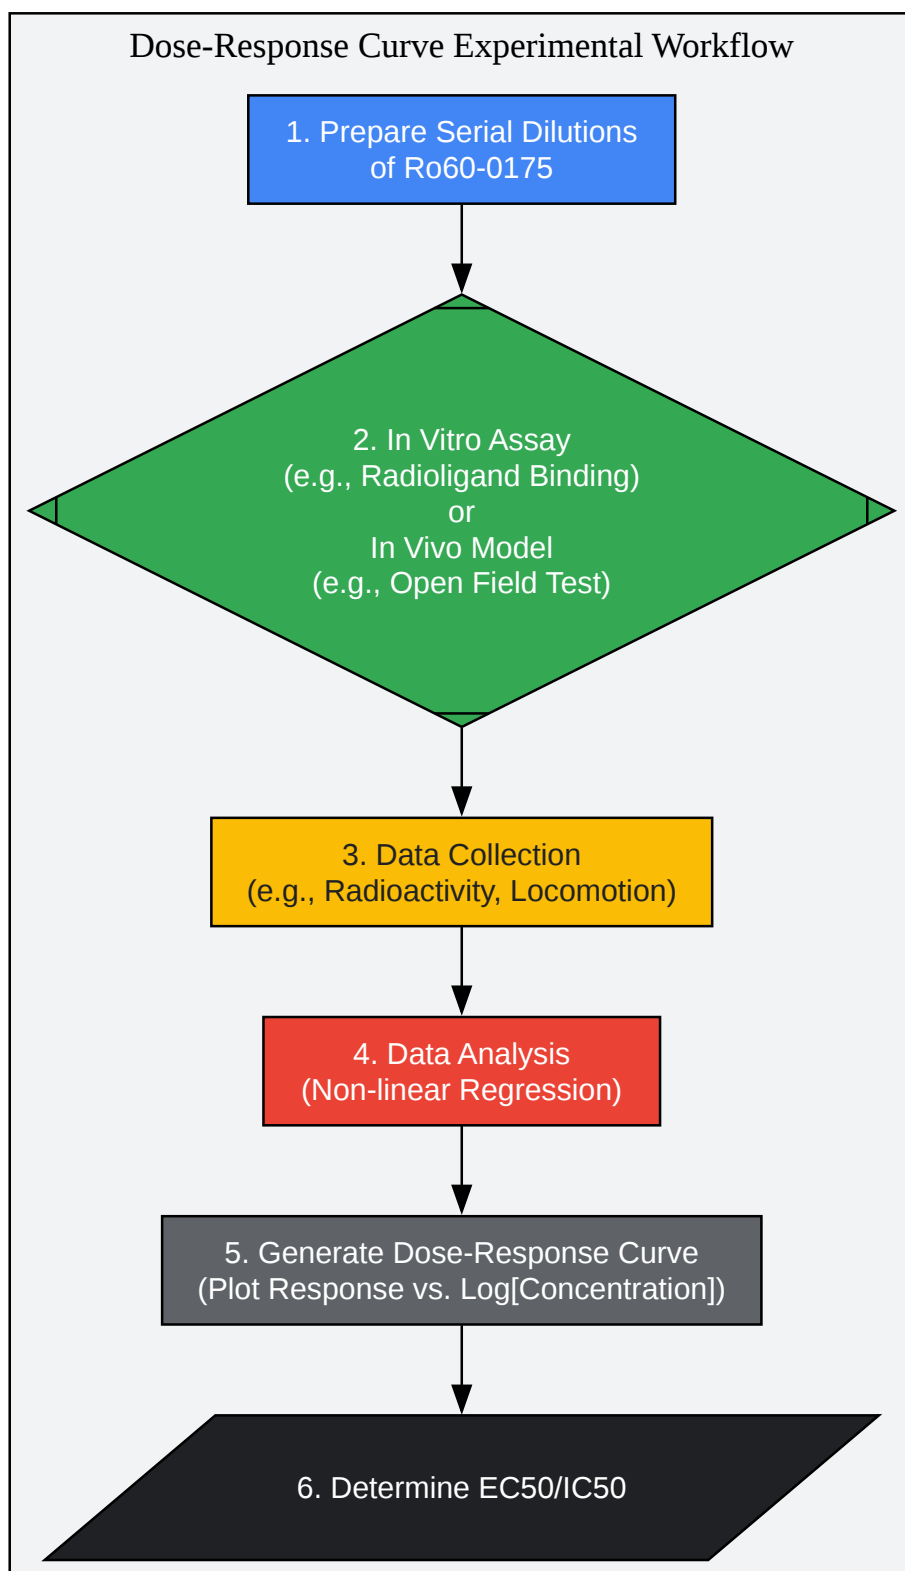 Dose-Response Curve Experimental Workflow
1. Prepare Serial Dilutions
of Ro60-0175
2. In Vitro Assay
(e.g., Radioligand Binding)
or
In Vivo Model
(e.g., Open Field Test)
3. Data Collection
(e.g., Radioactivity, Locomotion)
4. Data Analysis
(Non-linear Regression)
5. Generate Dose-Response Curve
(Plot Response vs. Log[Concentration])
6. Determine EC50/IC50